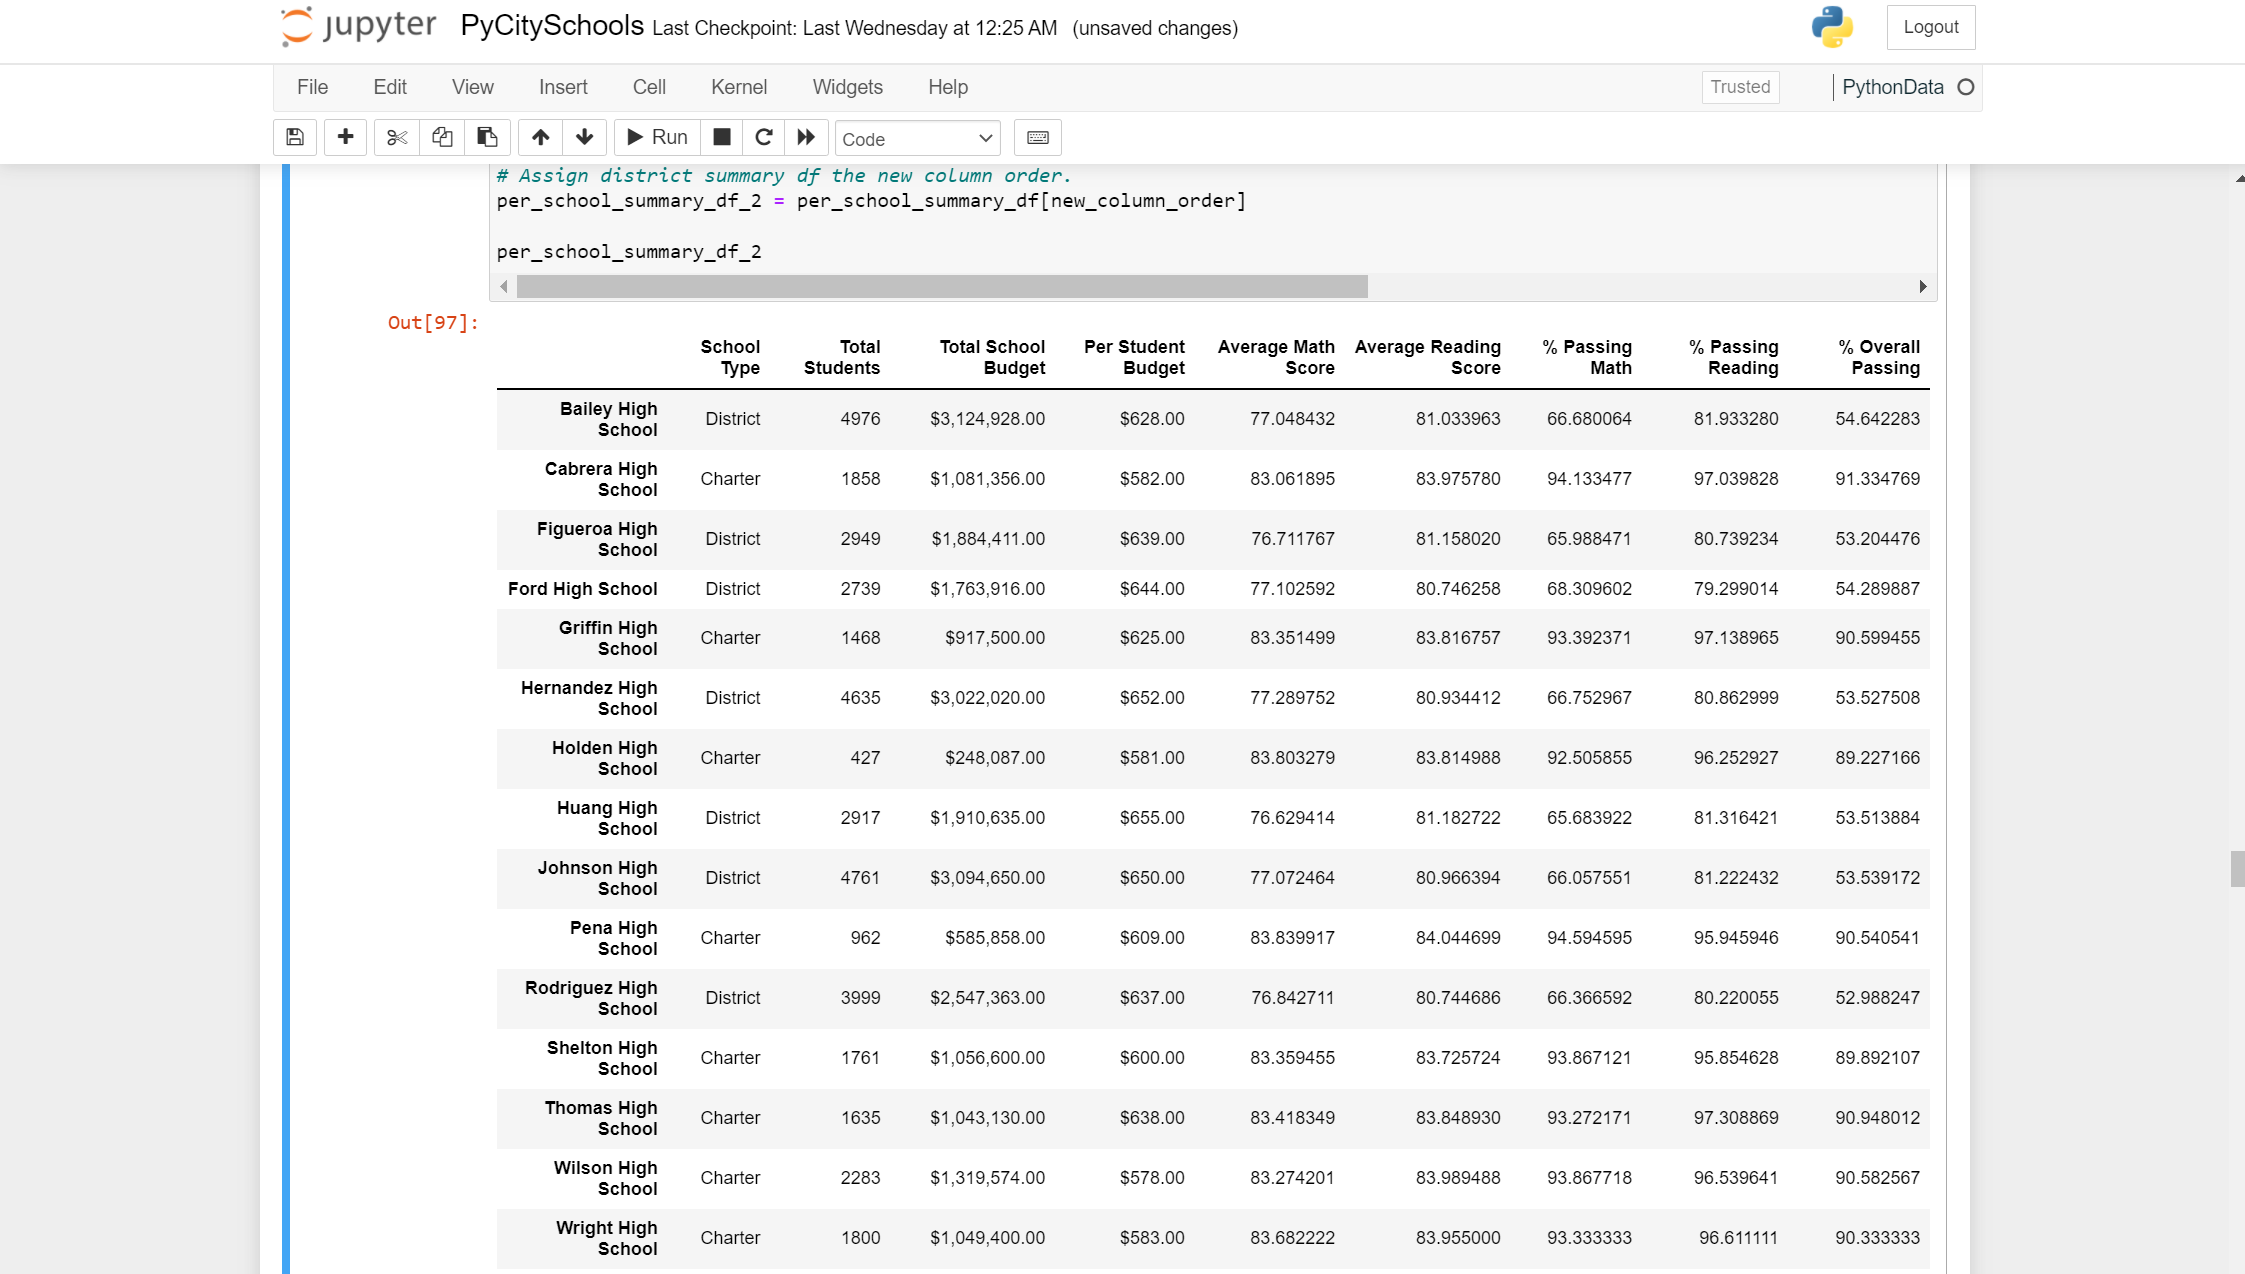 jupyter PyCitySchools Last Checkpoint: Last Wednesday at 12:25 AM (unsaved changes) Logout
File Edit View Insert Cell Kernel Widgets Help Trusted PythonData
Run Code
# Assign district summary df the new column order.
per_school_summary_df_2 = per_school_summary_df[new_column_order]
per_school_summary_df_2
Out[97]:
School Total Total School Per Student Average Math Average Reading % Passing % Passing % Overall
Type Students Budget Budget Score Score Math Reading Passing
Bailey High
School District 4976 $3,124,928.00 $628.00 77.048432 81.033963 66.680064 81.933280 54.642283
Cabrera High
School Charter 1858 $1,081,356.00 $582.00 83.061895 83.975780 94.133477 97.039828 91.334769
Figueroa High
School District 2949 $1,884,411.00 $639.00 76.711767 81.158020 65.988471 80.739234 53.204476
Ford High School District 2739 $1,763,916.00 $644.00 77.102592 80.746258 68.309602 79.299014 54.289887
Griffin High
School Charter 1468 $917,500.00 $625.00 83.351499 83.816757 93.392371 97.138965 90.599455
Hernandez High
School District 4635 $3,022,020.00 $652.00 77.289752 80.934412 66.752967 80.862999 53.527508
Holden High
School Charter 427 $248,087.00 $581.00 83.803279 83.814988 92.505855 96.252927 89.227166
Huang High
School District 2917 $1,910,635.00 $655.00 76.629414 81.182722 65.683922 81.316421 53.513884
Johnson High
School District 4761 $3,094,650.00 $650.00 77.072464 80.966394 66.057551 81.222432 53.539172
Pena High
School Charter 962 $585,858.00 $609.00 83.839917 84.044699 94.594595 95.945946 90.540541
Rodriguez High
School District 3999 $2,547,363.00 $637.00 76.842711 80.744686 66.366592 80.220055 52.988247
Shelton High
School Charter 1761 $1,056,600.00 $600.00 83.359455 83.725724 93.867121 95.854628 89.892107
Thomas High
School Charter 1635 $1,043,130.00 $638.00 83.418349 83.848930 93.272171 97.308869 90.948012
Wilson High
School Charter 2283 $1,319,574.00 $578.00 83.274201 83.989488 93.867718 96.539641 90.582567
Wright High
School Charter 1800 $1,049,400.00 $583.00 83.682222 83.955000 93.333333 96.611111 90.333333